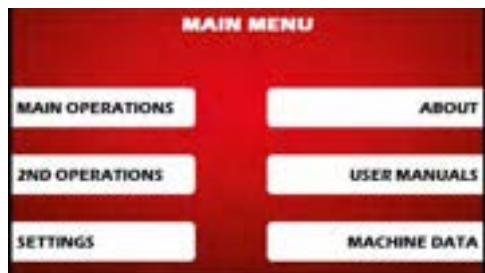 MAIN MENU
MAIN OPERATIONS
ABOUT
2ND OPERATIONS
USER MANUALS
SETTINGS
MACHINE DATA